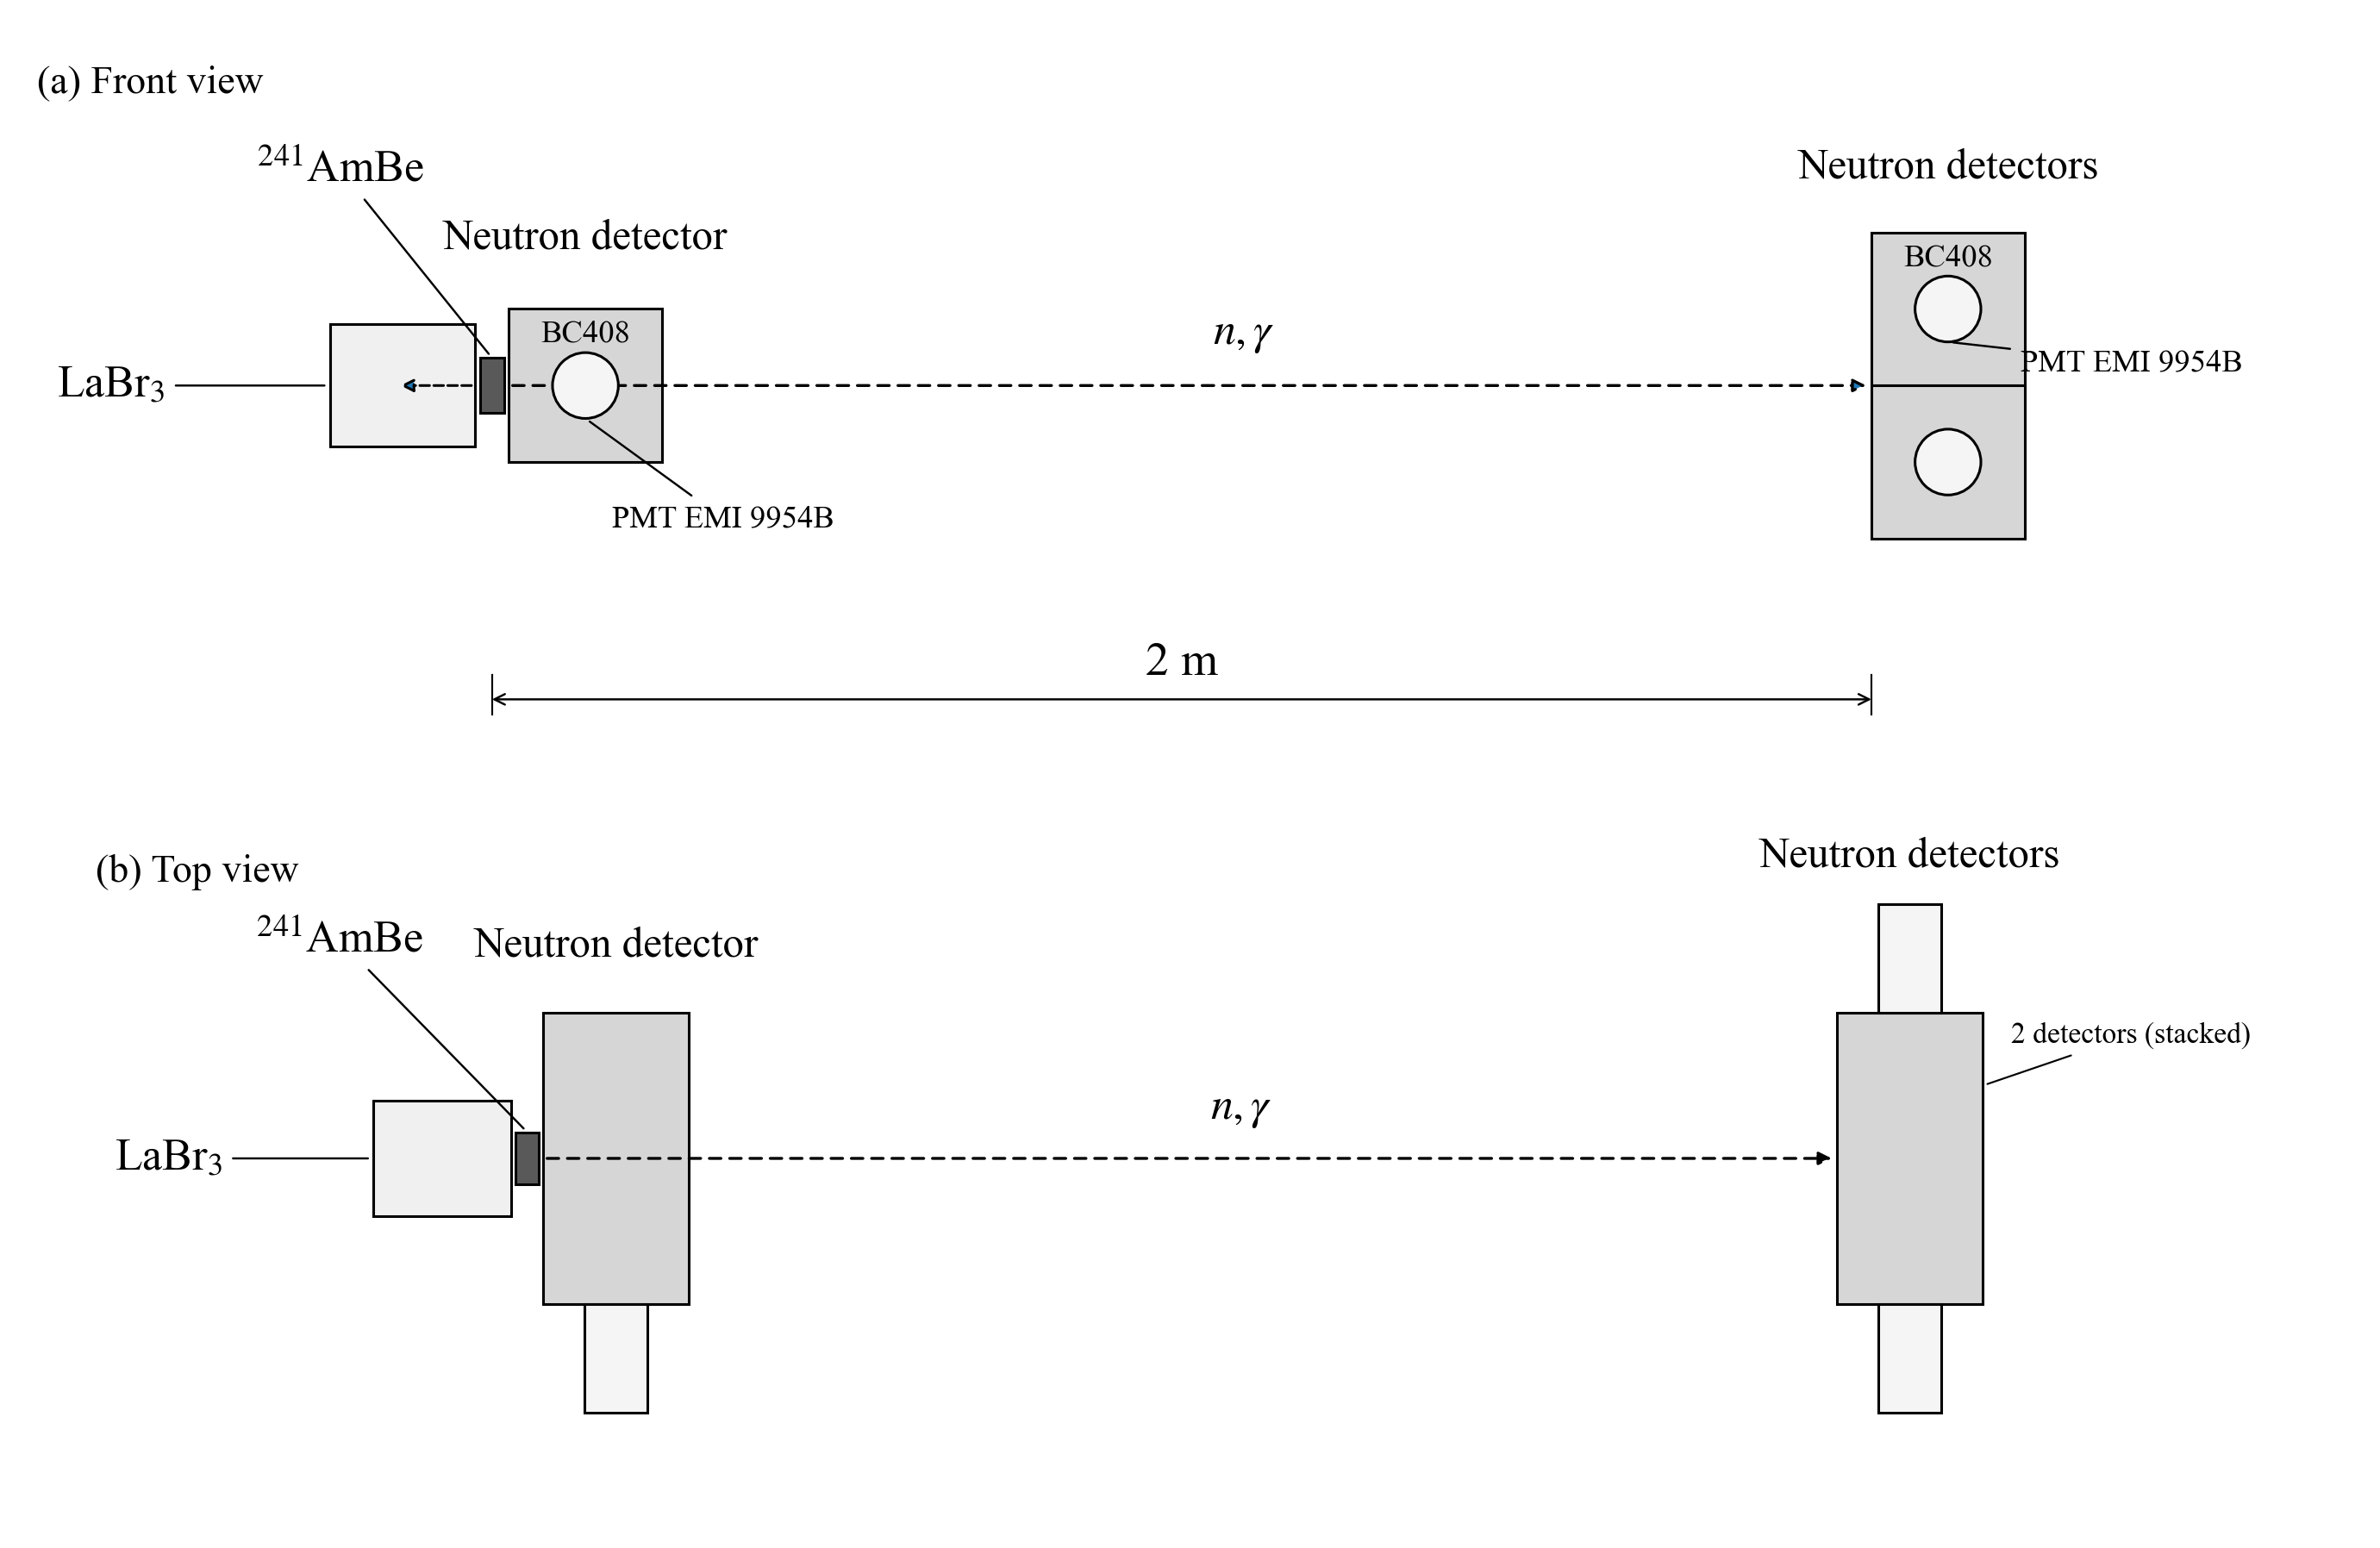 (a) Front view
²⁴¹AmBe
Neutron detectors
Neutron detector
BC408
BC408
n, γ
PMT EMI 9954B
LaBr₃
PMT EMI 9954B
2 m
(b) Top view
Neutron detectors
²⁴¹AmBe
Neutron detector
2 detectors (stacked)
n, γ
LaBr₃